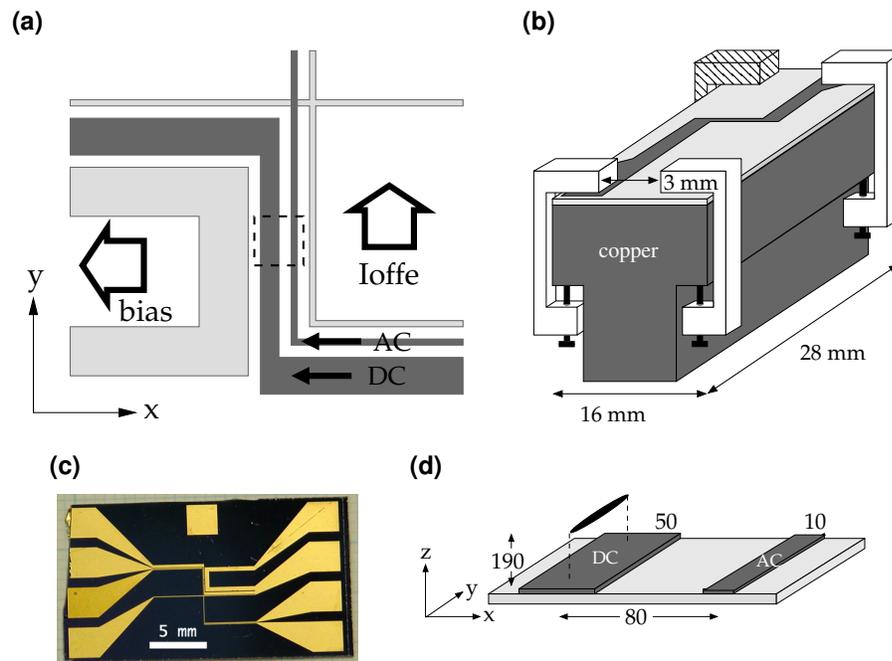 (a)
bias
Ioffe
AC
DC
y
x
(b)
3 mm
copper
28 mm
16 mm
(c)
5 mm
(d)
z
y
x
190
DC
50
AC
10
80